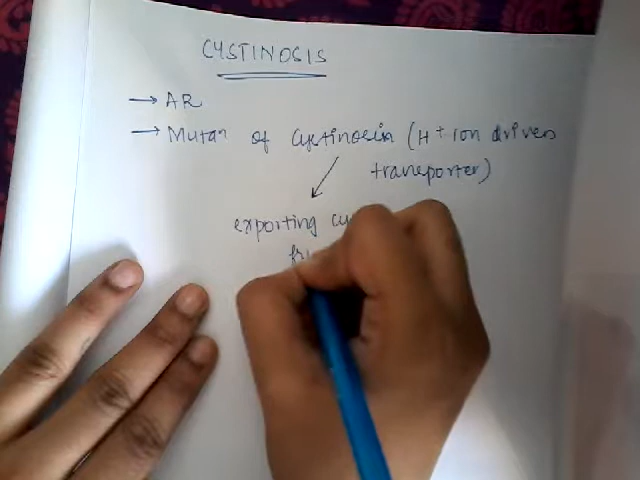 CYSTINOSIS
→ AR
→ Mutan of cystinosin (H+ ion driven
transporter)
exporting